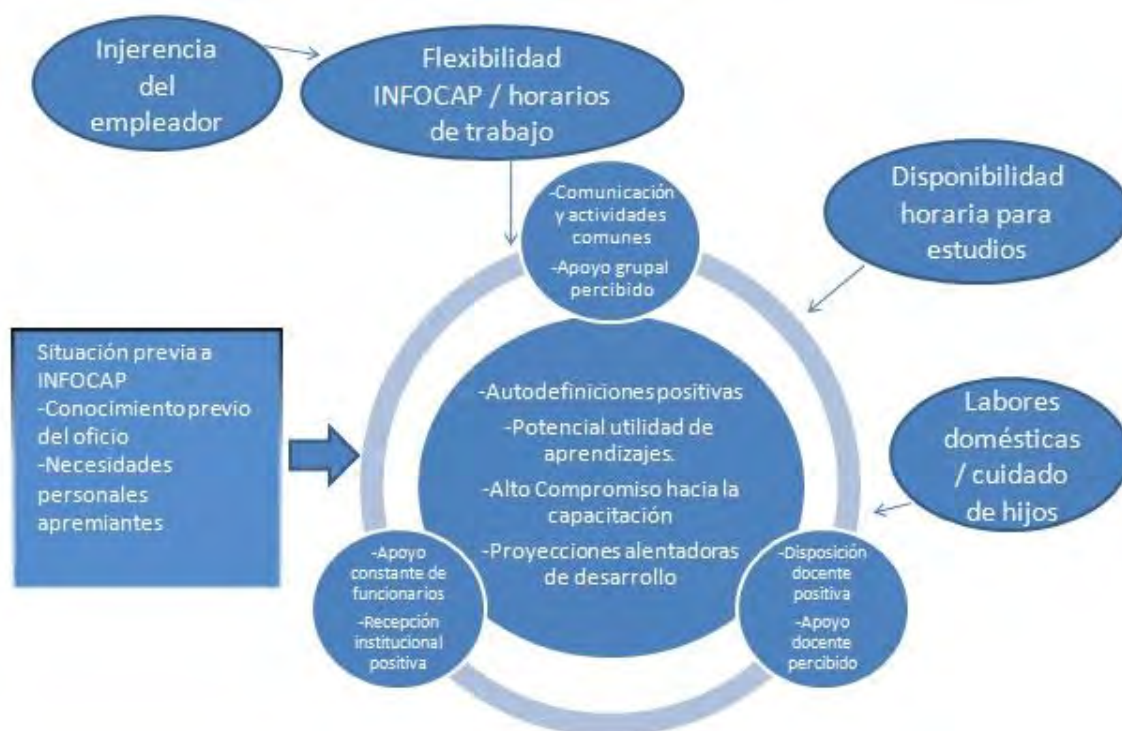 Injerencia
del
empleador
Flexibilidad
INFOCAP / horarios
de trabajo
Disponibilidad
horaria para
estudios
-Comunicación
y actividades
comunes
-Apoyo grupal
percibido
Situación previa a
INFOCAP
-Conocimiento previo
del oficio
-Necesidades
personales
apremiantes
-Autodefiniciones positivas
-Potencial utilidad de
aprendizajes.
-Alto Compromiso hacia la
capacitación
-Proyecciones alentadoras
de desarrollo
Labores
domésticas
/ cuidado
de hijos
-Apoyo
constante de
funcionarios
-Recepción
institucional
positiva
-Disposición
docente
positiva
-Apoyo
docente
percibido